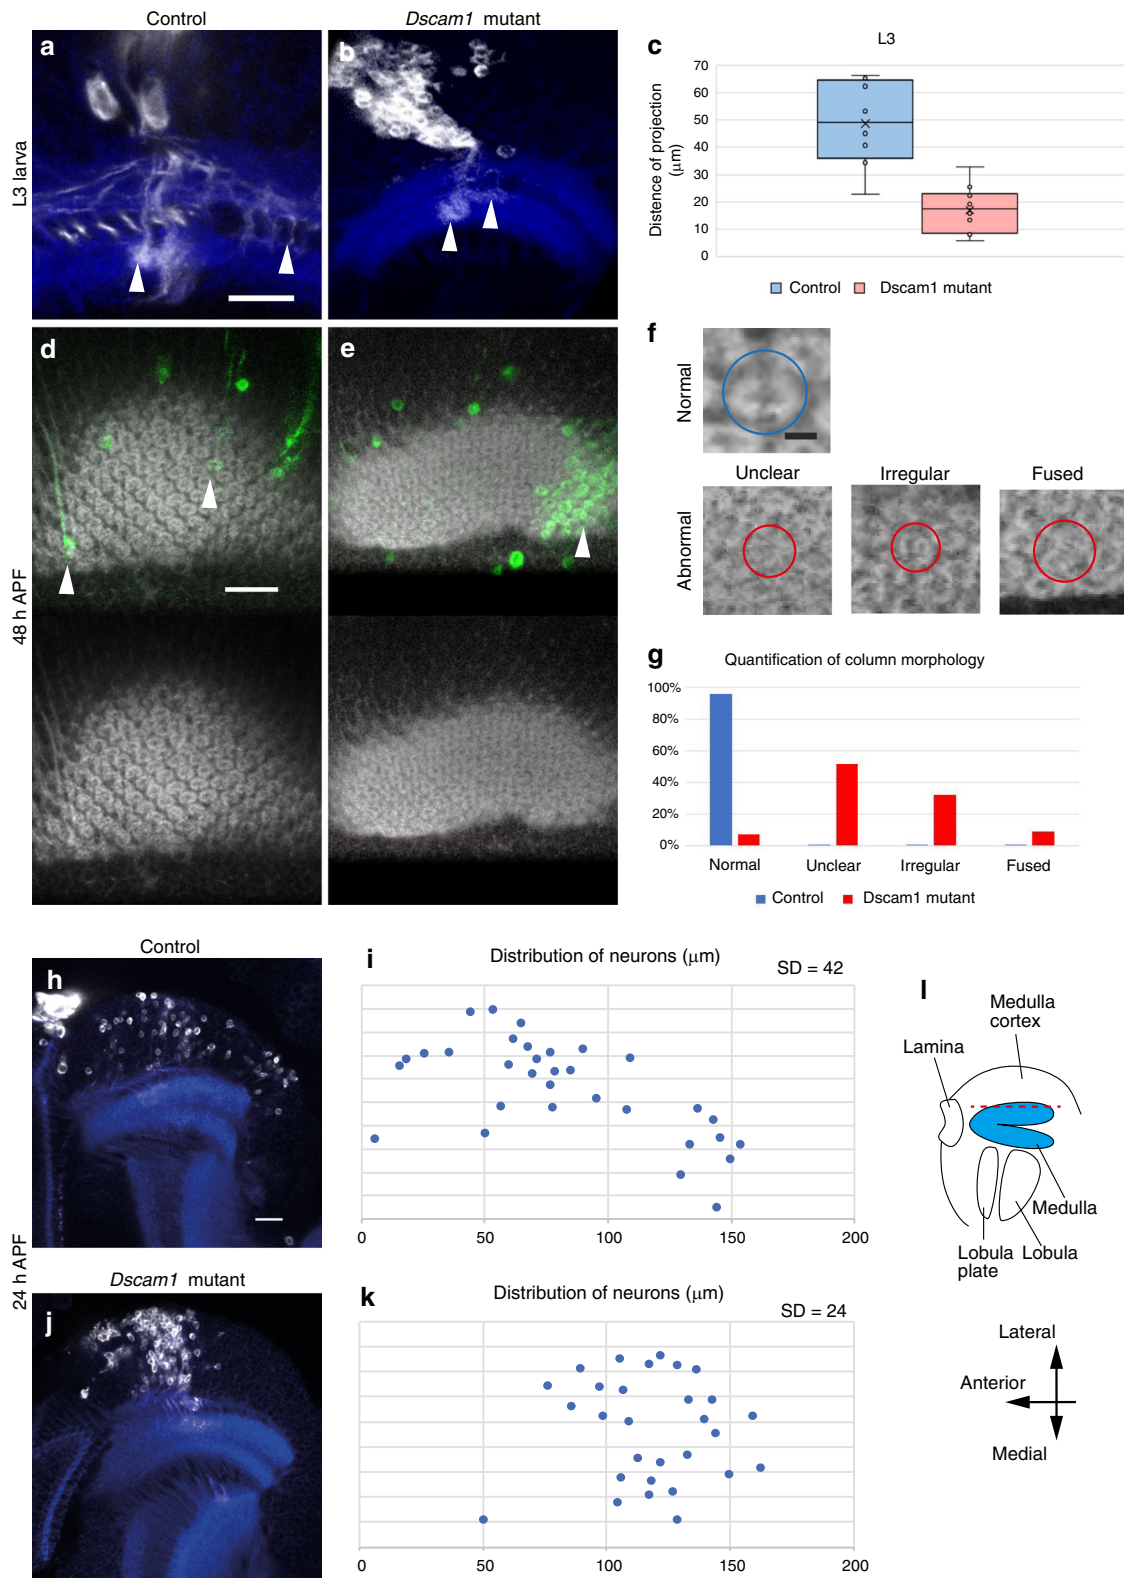 Control
Dscam1 mutant
L3 larva
a
b
c
L3
Distence of projection
(μm)
70
60
50
40
30
20
10
0
Control
Dscam1 mutant
48 h APF
d
e
f
Normal
Unclear
Irregular
Fused
Abnormal
g
Quantification of column morphology
100%
80%
60%
40%
20%
0%
Normal
Unclear
Irregular
Fused
Control
Dscam1 mutant
24 h APF
Control
h
i
Distribution of neurons (μm)
SD = 42
0
50
100
150
200
Dscam1 mutant
j
k
Distribution of neurons (μm)
SD = 24
0
50
100
150
200
l
Medulla
cortex
Lamina
Medulla
Lobula
plate
Lobula
Lateral
Anterior
Medial